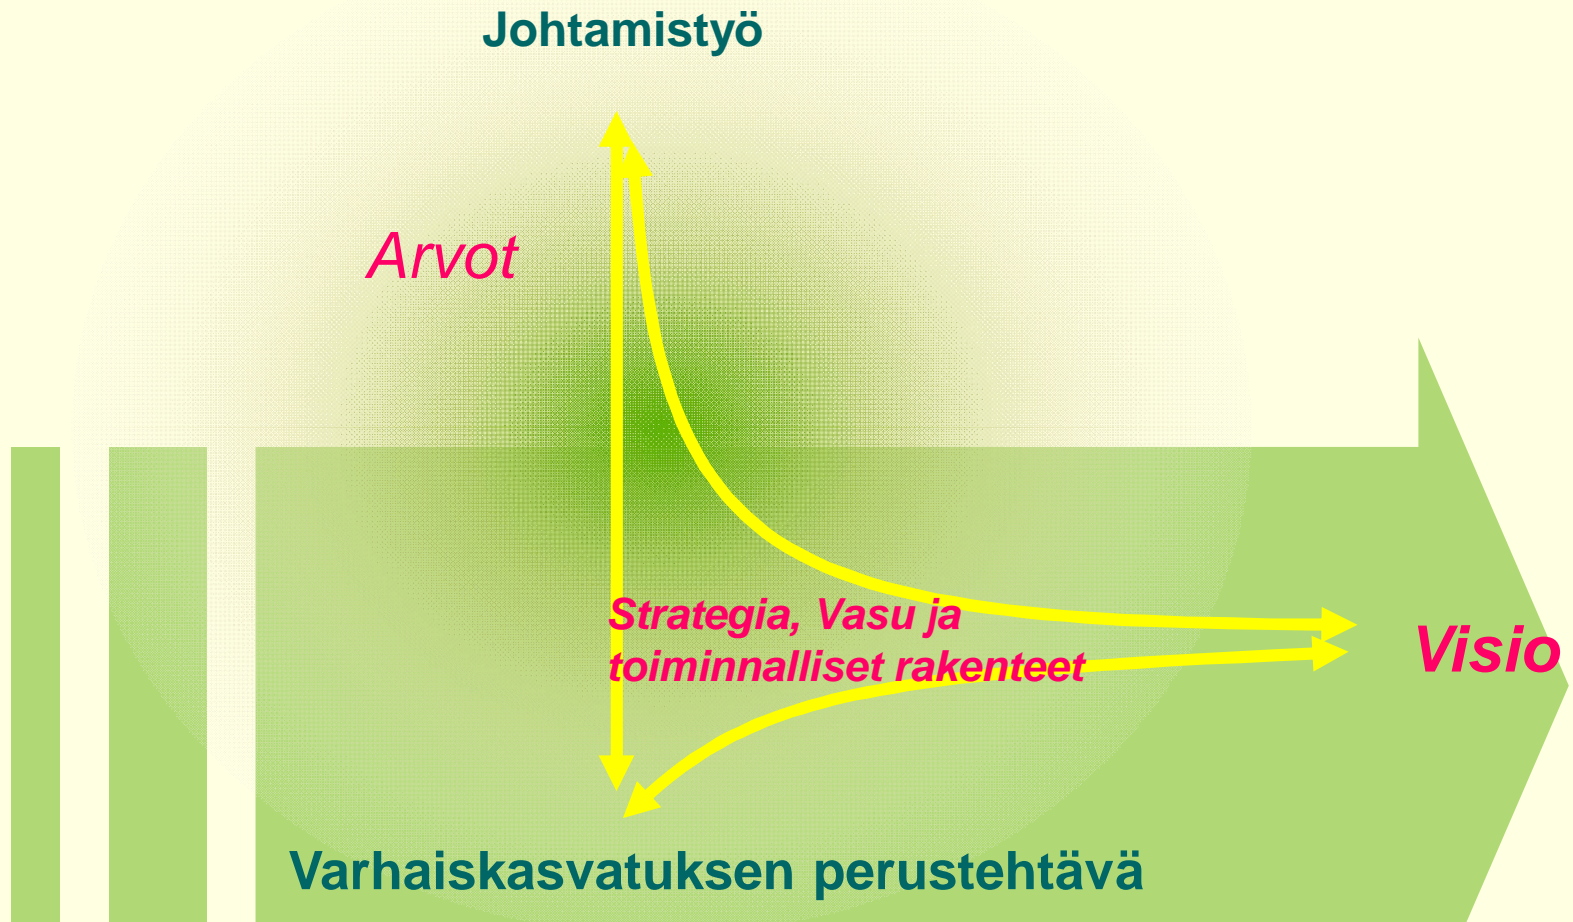 Johtamistyö
Arvot
Strategia, Vasu ja
toiminnalliset rakenteet
Visio
Varhaiskasvatuksen perustehtävä